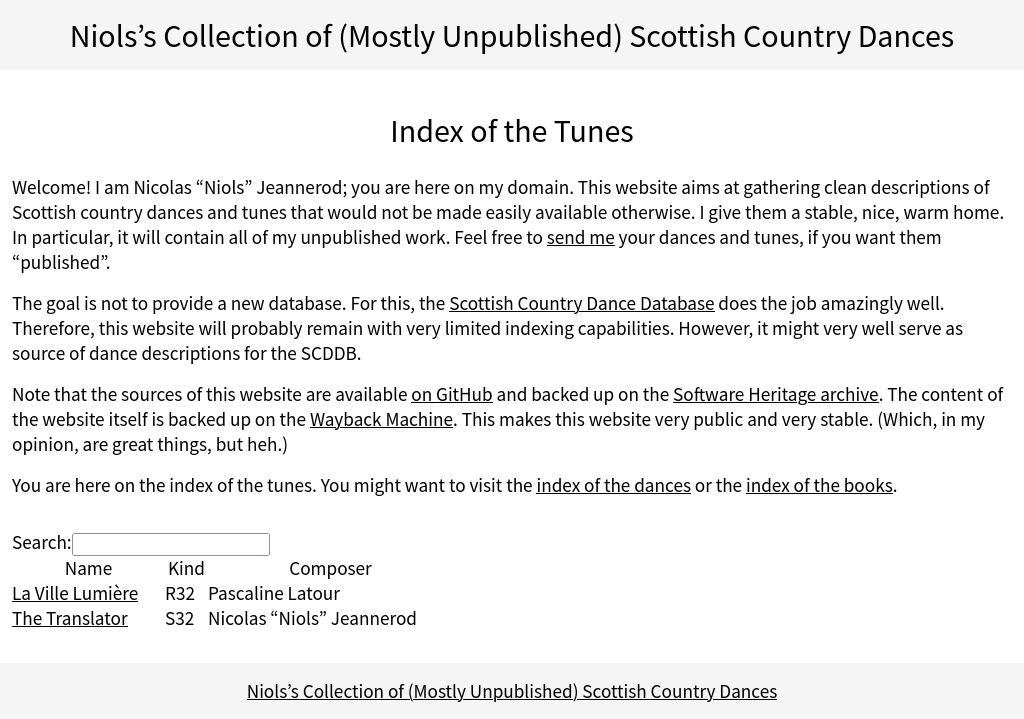 Niols’s Collection of (Mostly Unpublished) Scottish Country Dances
Index of the Tunes
Welcome! I am Nicolas “Niols” Jeannerod; you are here on my domain. This website aims at gathering clean descriptions of
Scottish country dances and tunes that would not be made easily available otherwise. I give them a stable, nice, warm home.
In particular, it will contain all of my unpublished work. Feel free to send me your dances and tunes, if you want them
“published”.
The goal is not to provide a new database. For this, the Scottish Country Dance Database does the job amazingly well.
Therefore, this website will probably remain with very limited indexing capabilities. However, it might very well serve as
source of dance descriptions for the SCDDB.
Note that the sources of this website are available on GitHub and backed up on the Software Heritage archive. The content of
the website itself is backed up on the Wayback Machine. This makes this website very public and very stable. (Which, in my
opinion, are great things, but heh.)
You are here on the index of the tunes. You might want to visit the index of the dances or the index of the books.
Search:
Name Kind Composer
La Ville Lumière R32 Pascaline Latour
The Translator S32 Nicolas “Niols” Jeannerod
Niols’s Collection of (Mostly Unpublished) Scottish Country Dances